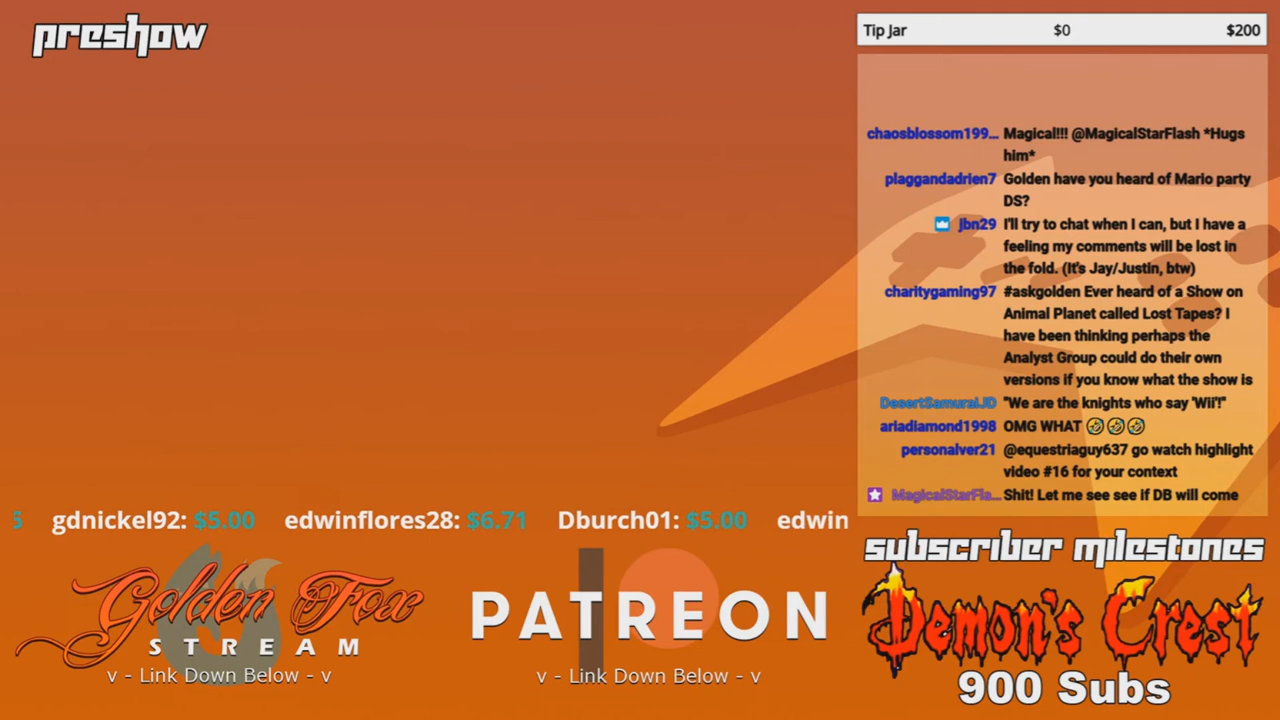 preshow
Tip Jar $0 $200
chaosblossom199... Magical!!! @MagicalStarFlash *Hugs
him*
plaggandadrien7 Golden have you heard of Mario party
DS?
jbn29 I'll try to chat when I can, but I have a
feeling my comments will be lost in
the fold. (It's Jay/Justin, btw)
charitygaming97 #askgolden Ever heard of a Show on
Animal Planet called Lost Tapes? I
have been thinking perhaps the
Analyst Group could do their own
versions if you know what the show is
DesertSamuraiJD "We are the knights who say 'Wii'!"
ariadiamond1998 OMG WHAT 🤣🤣🤣
personalver21 @equestriaguy637 go watch highlight
video #16 for your context
MagicalStarFla... Shit! Let me see see if DB will come
5 gdnickel92: $5.00 edwinflores28: $6.71 Dburch01: $5.00 edwin
Golden Fox
STREAM
v - Link Down Below - v
PATREON
v - Link Down Below - v
subscriber milestones
Demon's Crest
900 Subs